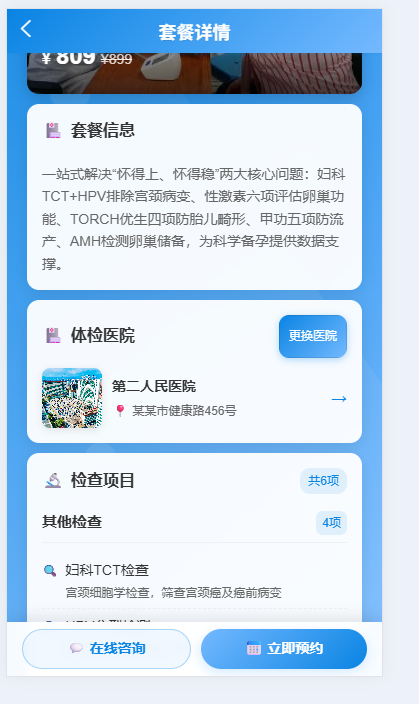 套餐详情
¥ 809 ¥899
套餐信息
一站式解决“怀得上、怀得稳”两大核心问题：妇科
TCT+HPV排除宫颈病变、性激素六项评估卵巢功
能、TORCH优生四项防胎儿畸形、甲功五项防流
产、AMH检测卵巢储备，为科学备孕提供数据支
撑。
体检医院
更换医院
第二人民医院
某某市健康路456号
→
检查项目
共6项
其他检查
4项
妇科TCT检查
宫颈细胞学检查，筛查宫颈癌及癌前病变
在线咨询
立即预约